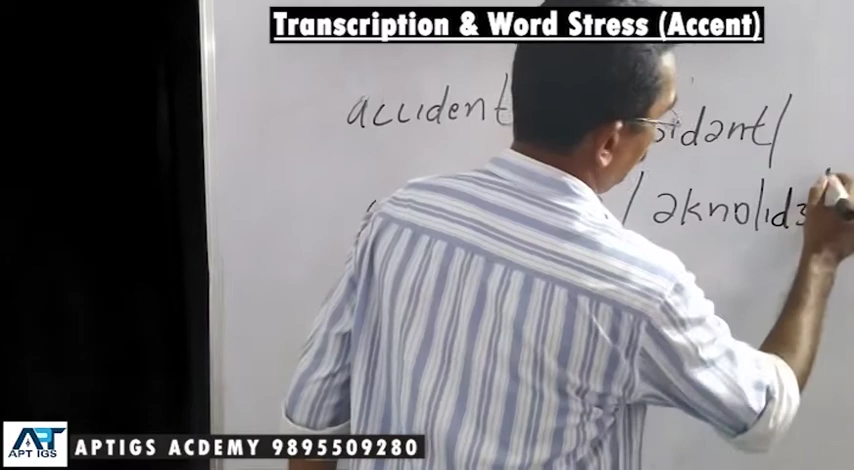 Transcription & Word Stress (Accent)
accident sidənt/
/əknɒlidʒ
APT IGS
APTIGS ACDEMY 9895509280